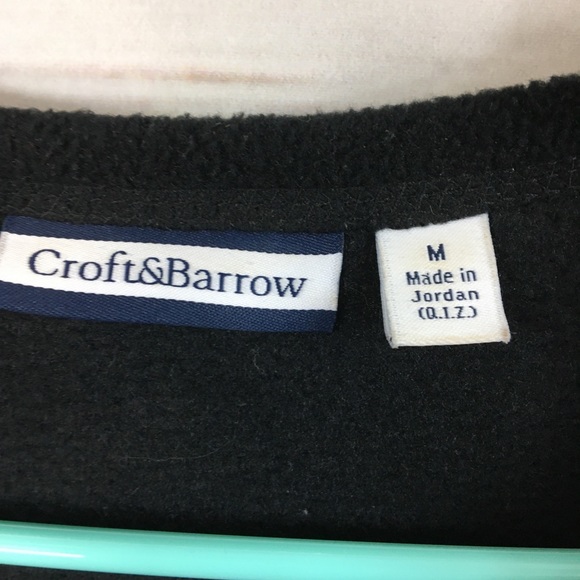 Croft&Barrow
M
Made in
Jordan
(Q.I.Z.)